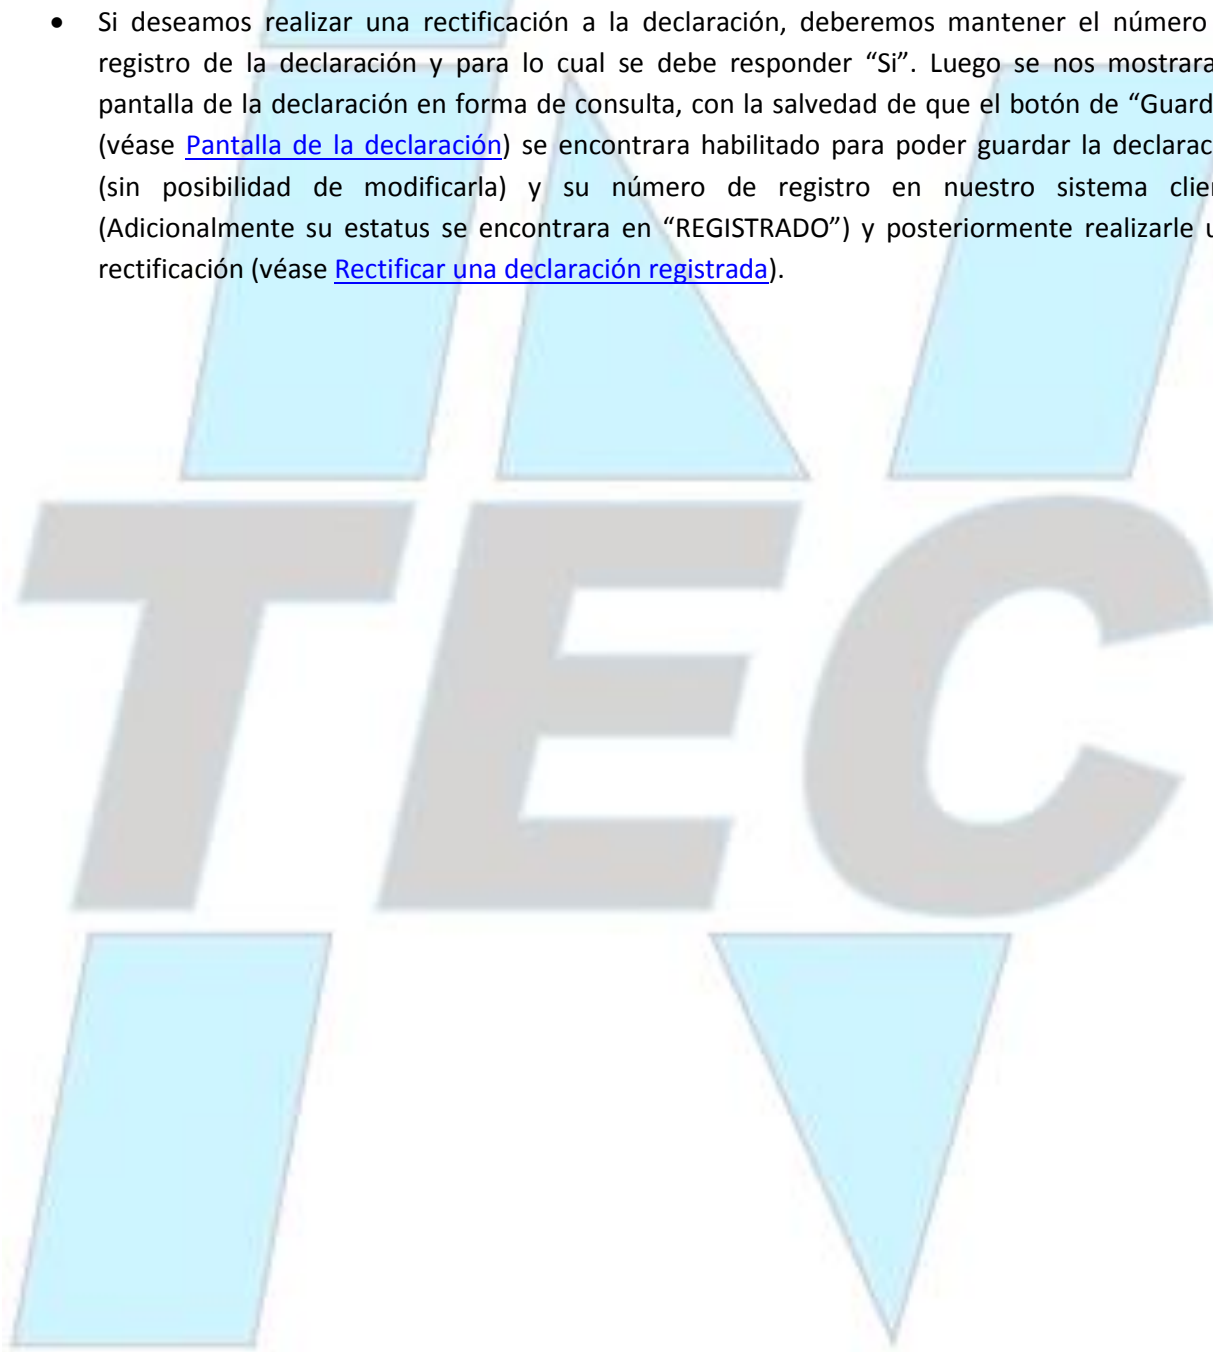 • Si deseamos realizar una rectificación a la declaración, deberemos mantener el número
registro de la declaración y para lo cual se debe responder “Si”. Luego se nos mostrara
pantalla de la declaración en forma de consulta, con la salvedad de que el botón de “Guard
(véase Pantalla de la declaración) se encontrara habilitado para poder guardar la declarac
(sin posibilidad de modificarla) y su número de registro en nuestro sistema clie
(Adicionalmente su estatus se encontrara en “REGISTRADO”) y posteriormente realizarle u
rectificación (véase Rectificar una declaración registrada).
TEC